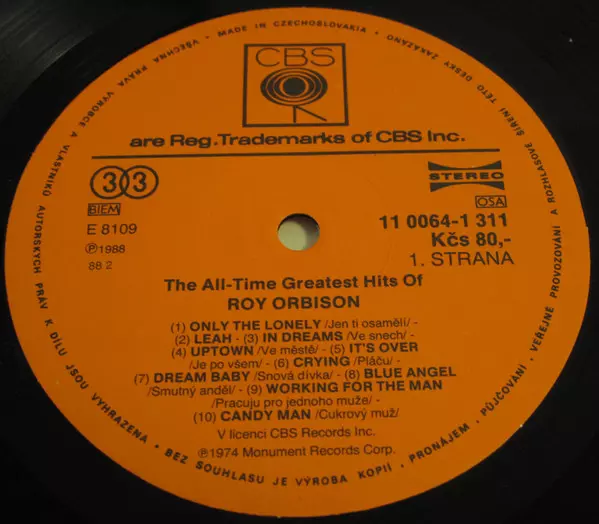 VŠECHNA PRÁVA VÝROBCE A VLASTNÍKŮ AUTORSKÝCH PRÁV K DÍLU JSOU VYHRAZENA • BEZ SOUHLASU JE VÝROBA KOPIÍ, PRONÁJEM, PŮJČOVÁNÍ, VEŘEJNÉ PROVOZOVÁNÍ A ROZHLASOVÉ ŠÍŘENÍ TÉTO DESKY ZAKÁZÁNO • MADE IN CZECHOSLOVAKIA •
CBS
are Reg.Trademarks of CBS Inc.
33
STEREO
BIEM
OSA
E 8109
11 0064-1 311
℗1988
Kčs 80,-
88 2
1. STRANA
The All-Time Greatest Hits Of
ROY ORBISON
(1) ONLY THE LONELY /Jen ti osamělí/ -
(2) LEAH - (3) IN DREAMS /Ve snech/ -
(4) UPTOWN /Ve městě/ - (5) IT'S OVER
/Je po všem/ - (6) CRYING /Pláču/ -
(7) DREAM BABY /Snová dívka/ - (8) BLUE ANGEL
/Smutný anděl/ - (9) WORKING FOR THE MAN
/Pracuju pro jednoho muže/ -
(10) CANDY MAN /Cukrový muž/
V licenci CBS Records Inc.
℗1974 Monument Records Corp.